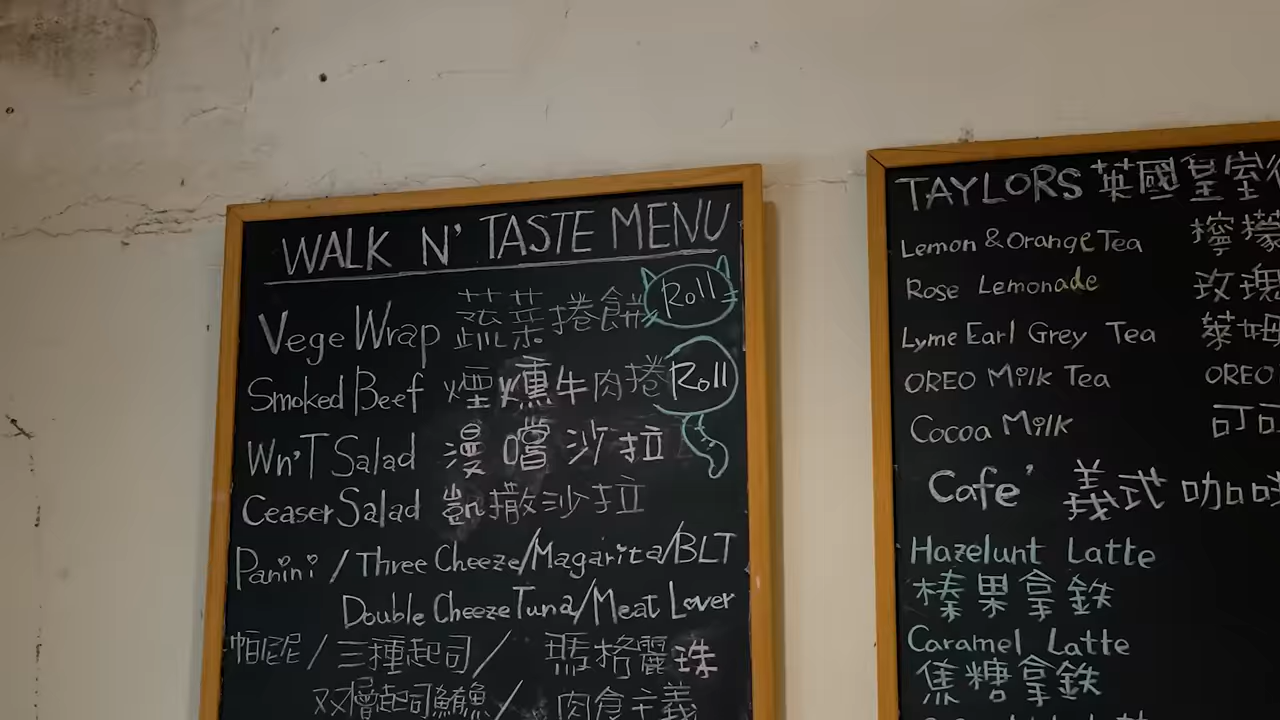 WALK N' TASTE MENU
Vege Wrap 蔬菜捲餅 Roll
Smoked Beef 煙燻牛肉捲 Roll
Wn'T Salad 漫嚐沙拉
Ceaser Salad 凱撒沙拉
Panini / Three Cheeze/Magarita/BLT
Double Cheeze Tuna/Meat Lover
帕尼尼/三種起司/ 瑪格麗珠
双層起司鮪魚/ 肉食主義
TAYLORS 英國皇室
Lemon & Orange Tea 檸檬
Rose Lemonade 玫瑰
Lyme Earl Grey Tea 萊姆
OREO Milk Tea OREO
Cocoa Milk 可可
Cafe' 義式咖啡
Hazelunt Latte
榛果拿鉄
Caramel Latte
焦糖拿鉄